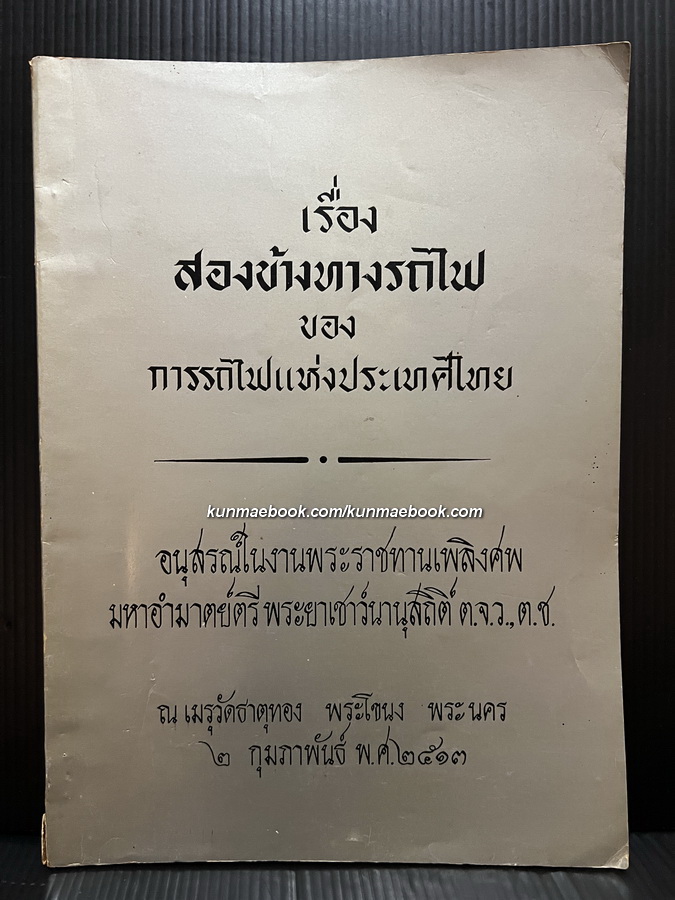 เรื่อง
สองข้างทางรถไฟ
ของ
การรถไฟแห่งประเทศไทย
kunmaebook.com/kunmaebook.com
อนุสรณ์ในงานพระราชทานเพลิงศพ
มหาอำมาตย์ตรี พระยาเชาว์นานุสถิติ์ ต.จ.ว., ต.ช.
ณ เมรุวัดธาตุทอง พระโขนง พระนคร
๒ กุมภาพันธ์ พ.ศ. ๒๕๑๓